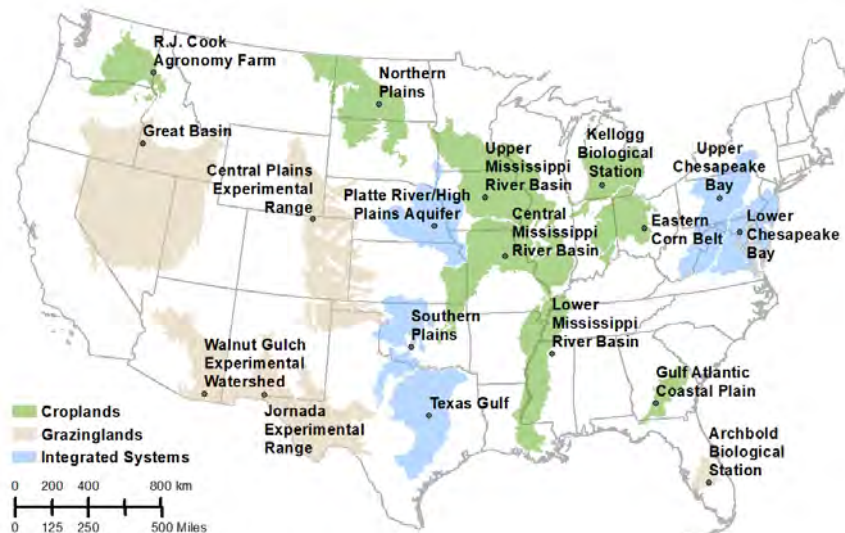 R.J. Cook
Agronomy Farm
Northern
Plains
Great Basin
Central Plains
Experimental
Range
Platte River/High
Plains Aquifer
Upper
Mississippi
River Basin
Kellogg
Biological
Station
Upper
Chesapeake
Bay
Central
Mississippi
River Basin
Eastern
Corn Belt
Lower
Chesapeake
Bay
Southern
Plains
Lower
Mississippi
River Basin
Walnut Gulch
Experimental
Watershed
Jornada
Experimental
Range
Texas Gulf
Gulf Atlantic
Coastal Plain
Archbold
Biological
Station
Croplands
Grazinglands
Integrated Systems
0 200 400 800 km
0 125 250 500 Miles